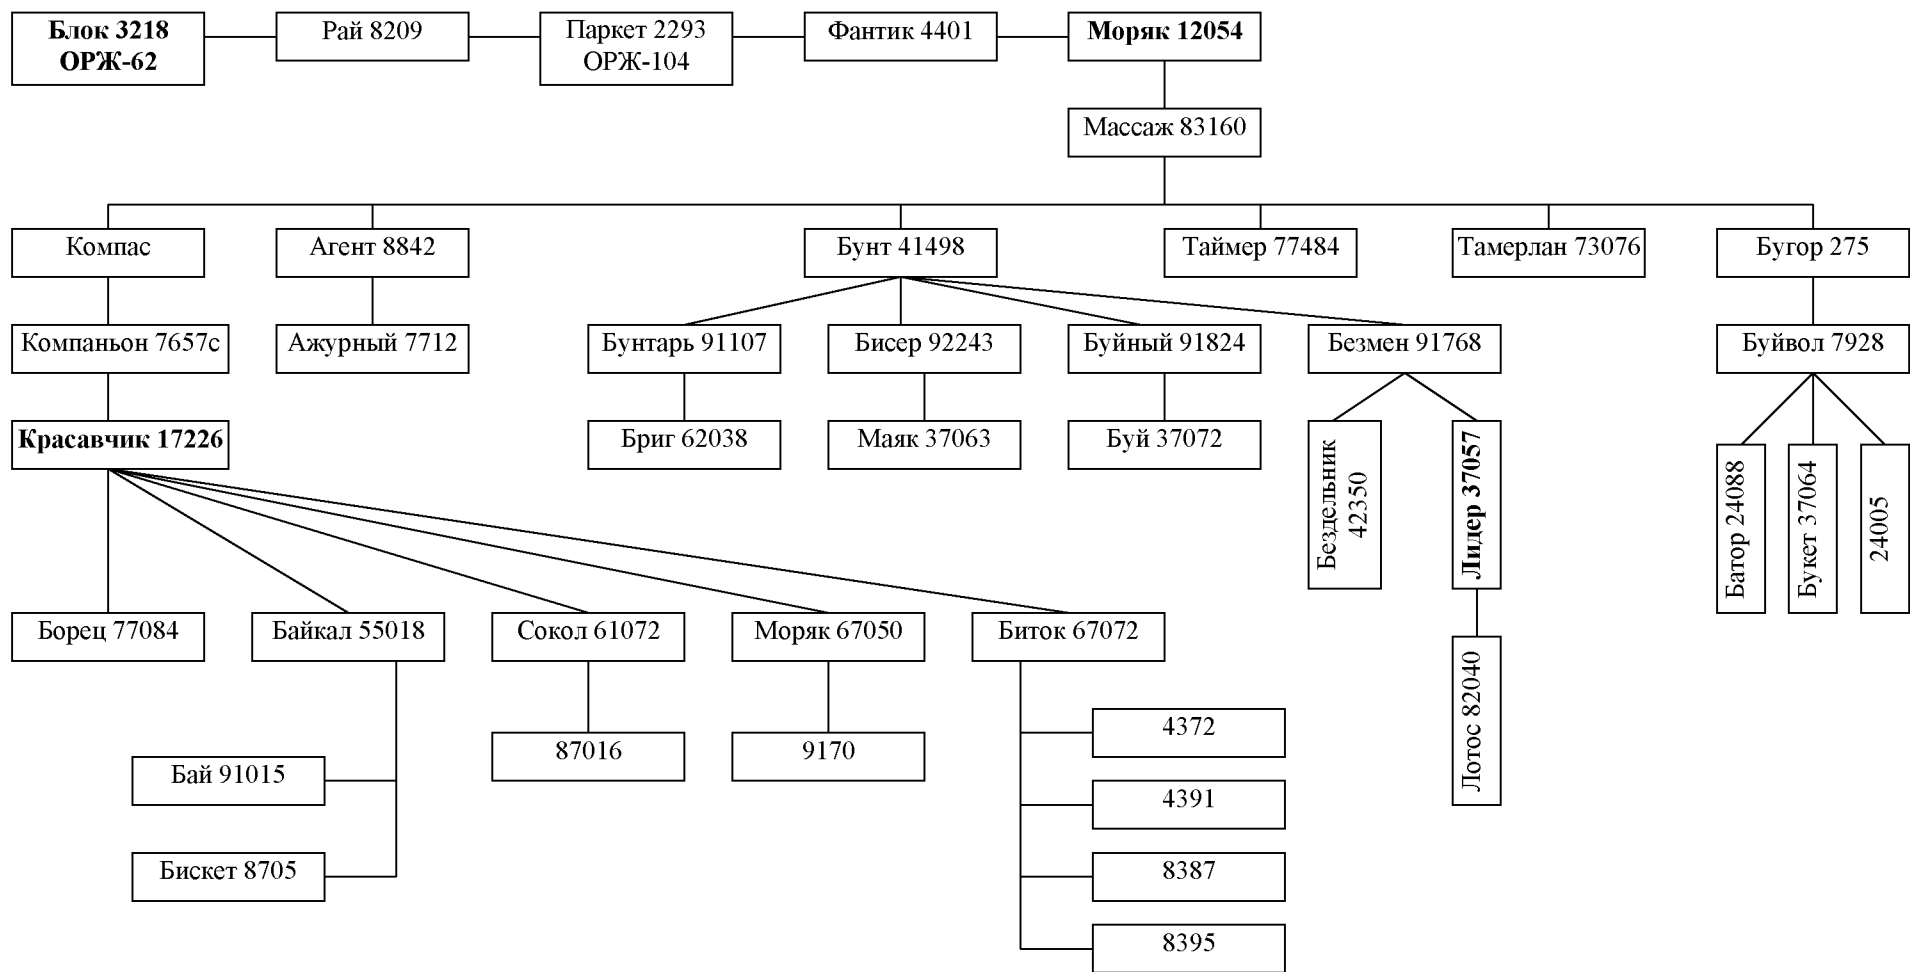 Блок 3218
ОРЖ-62
Рай 8209
Паркет 2293
ОРЖ-104
Фантик 4401
Моряк 12054
Массаж 83160
Компас
Агент 8842
Бунт 41498
Таймер 77484
Тамерлан 73076
Бугор 275
Компаньон 7657с
Ажурный 7712
Бунтарь 91107
Бисер 92243
Буйный 91824
Безмен 91768
Буйвол 7928
Красавчик 17226
Бриг 62038
Маяк 37063
Буй 37072
Бездельник
42350
Лидер 37057
Батор 24088
Букет 37064
24005
Борец 77084
Байкал 55018
Сокол 61072
Моряк 67050
Биток 67072
Лотос 82040
87016
9170
4372
Бай 91015
4391
Бискет 8705
8387
8395